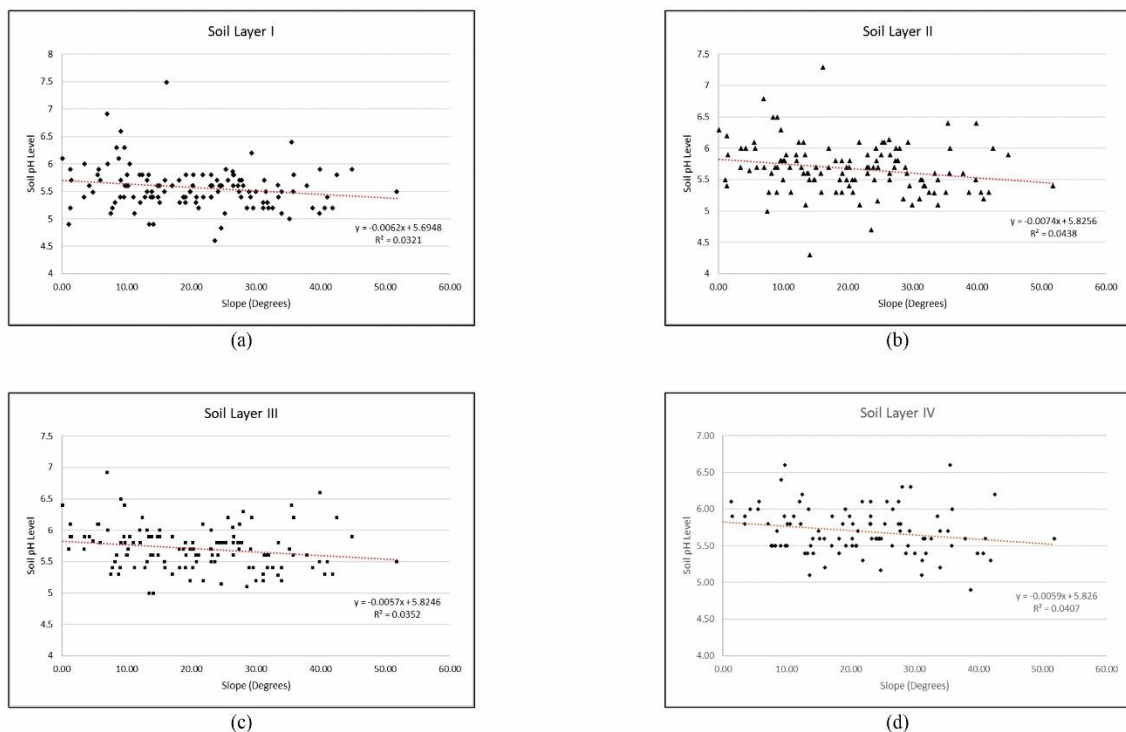 Soil Layer I
8
7.5
7
6.5
6
5.5
5
4.5
4
Soil pH Level
y = -0.0062x + 5.6948
R² = 0.0321
0.00 10.00 20.00 30.00 40.00 50.00 60.00
Slope (Degrees)
(a)
Soil Layer II
7.5
7
6.5
6
5.5
5
4.5
4
Soil pH Level
y = -0.0074x + 5.8256
R² = 0.0438
0.00 10.00 20.00 30.00 40.00 50.00 60.00
Slope (Degrees)
(b)
Soil Layer III
7.5
7
6.5
6
5.5
5
4.5
4
Soil pH Level
y = -0.0057x + 5.8246
R² = 0.0352
0.00 10.00 20.00 30.00 40.00 50.00 60.00
Slope (Degrees)
(c)
Soil Layer IV
7.00
6.50
6.00
5.50
5.00
4.50
4.00
Soil pH Level
y = -0.0059x + 5.826
R² = 0.0407
0.00 10.00 20.00 30.00 40.00 50.00 60.00
Slope (Degrees)
(d)